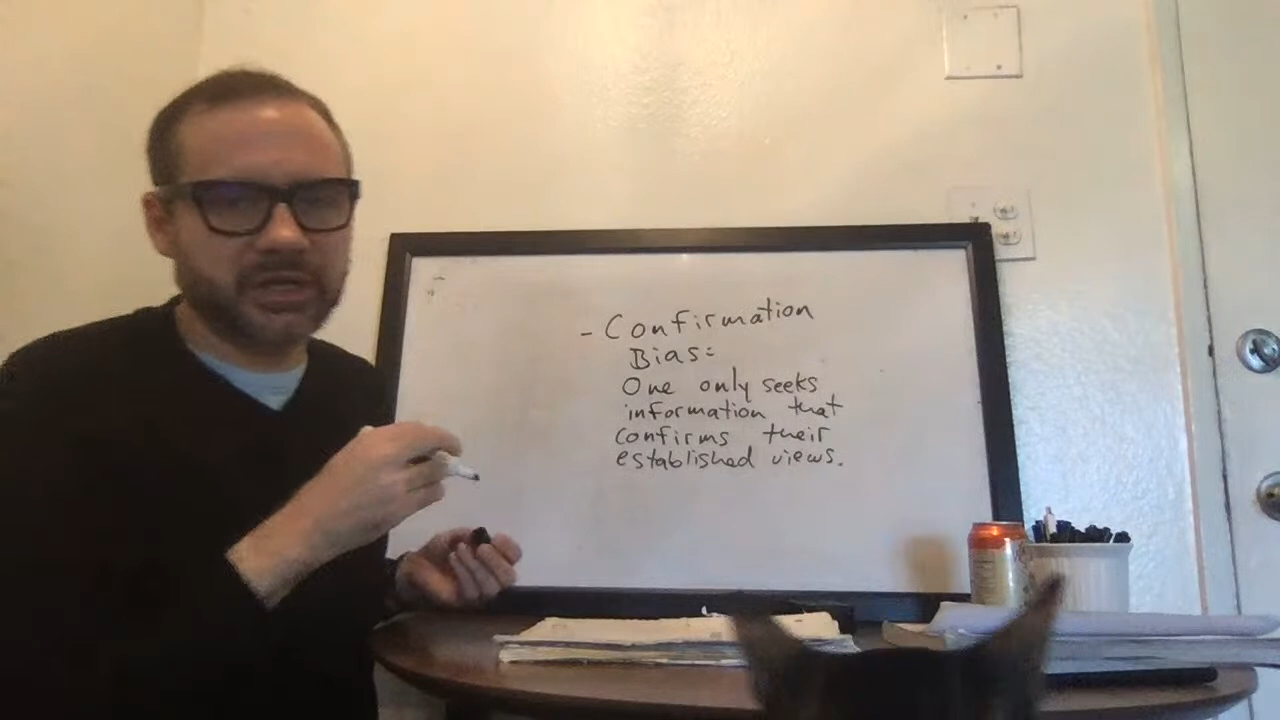 - Confirmation
Bias:
One only seeks
information that
confirms their
established views.